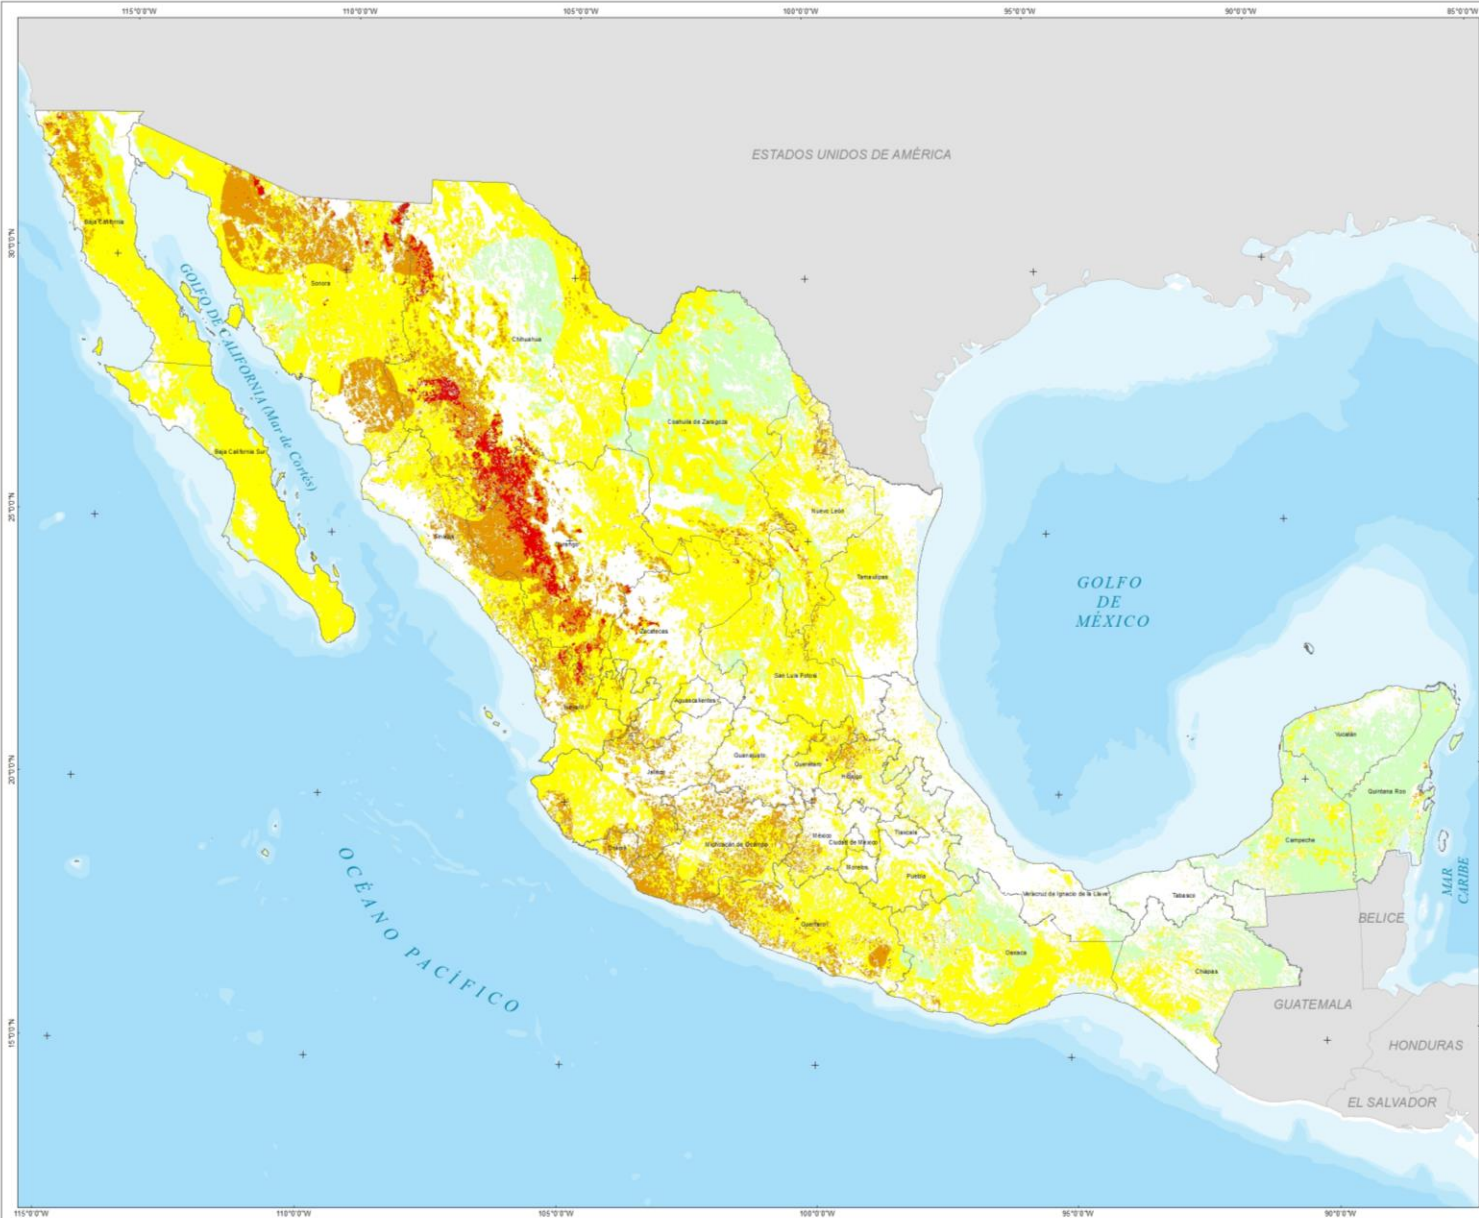 115°0'0"W 110°0'0"W 105°0'0"W 100°0'0"W 95°0'0"W 90°0'0"W 85°0'0"W
ESTADOS UNIDOS DE AMÉRICA
Baja California
30°0'0"N
30°0'0"N
Sonora
GOLFO DE CALIFORNIA (Mar de Cortés)
Chihuahua
Coahuila de Zaragoza
Baja California Sur
25°0'0"N
25°0'0"N
Nuevo León
Sinaloa
Durango
Tamaulipas
GOLFO
DE
MÉXICO
Zacatecas
San Luis Potosí
Aguascalientes
Nayarit
Yucatán
Guanajuato
Querétaro
20°0'0"N
Jalisco
Hidalgo
Quintana Roo
México
Tlaxcala
Ciudad de México
Campeche
Colima
Michoacán de Ocampo
Morelos
Puebla
MAR
CARIBE
Veracruz de Ignacio de la Llave
Tabasco
BELICE
Guerrero
OCÉANO PACÍFICO
Oaxaca
Chiapas
GUATEMALA
15°0'0"N
HONDURAS
EL SALVADOR
115°0'0"W 110°0'0"W 105°0'0"W 100°0'0"W 95°0'0"W 90°0'0"W